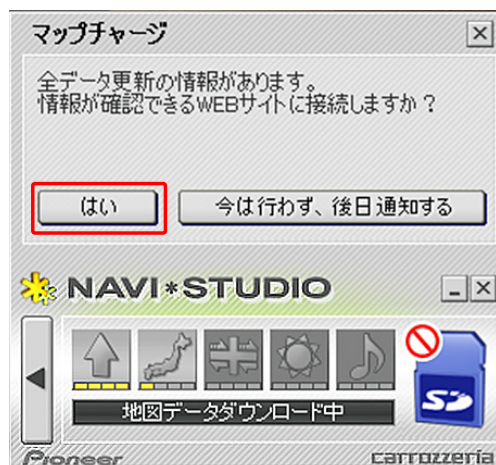 マップチャージ
全データ更新の情報があります。
情報が確認できるWEBサイトに接続しますか？
はい
今は行わず、後日通知する
NAVI*STUDIO
地図データダウンロード中
SD
Pioneer
carrozzeria